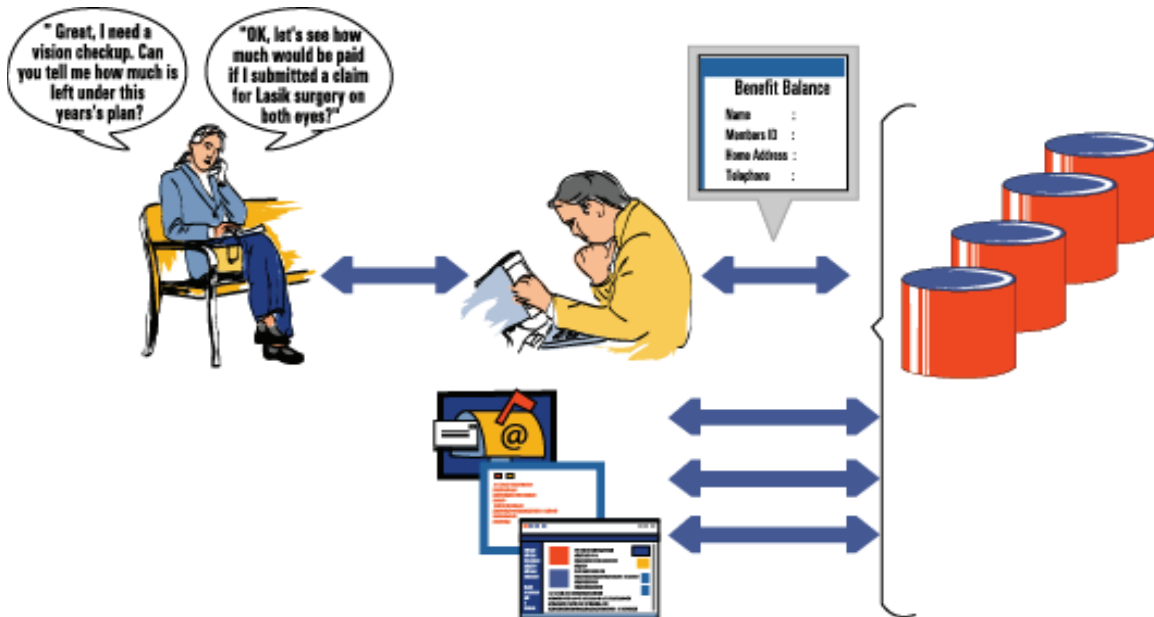 " Great, I need a
vision checkup. Can
you tell me how much is
left under this
years's plan?
"OK, let's see how
much would be paid
if I submitted a claim
for Lasik surgery on
both eyes?"
Benefit Balance
Name :
Members ID :
Home Address :
Telephone :
@